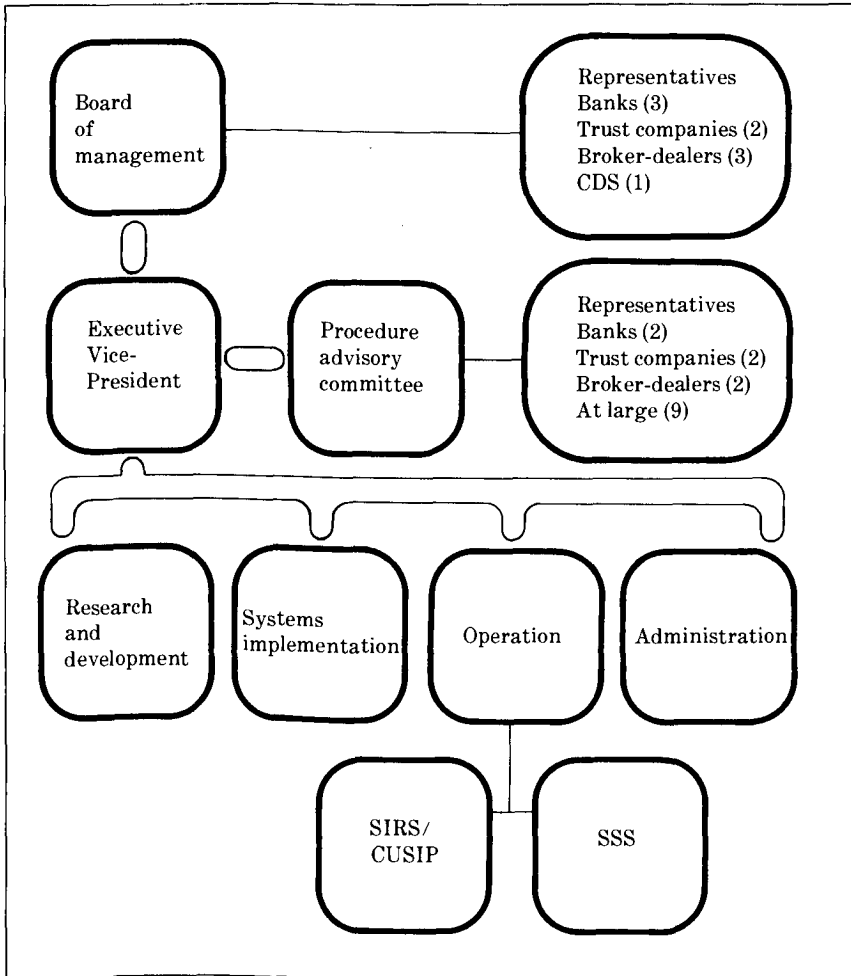 Board
of
management
Representatives
Banks (3)
Trust companies (2)
Broker-dealers (3)
CDS (1)
Executive
Vice-
President
Procedure
advisory
committee
Representatives
Banks (2)
Trust companies (2)
Broker-dealers (2)
At large (9)
Research
and
development
Systems
implementation
Operation
Administration
SIRS/
CUSIP
SSS